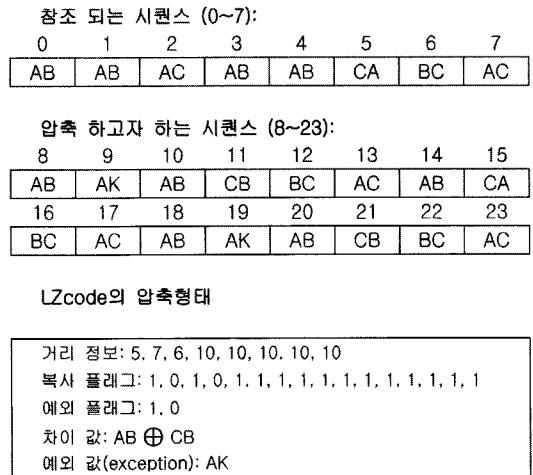 참조 되는 시퀀스 (0~7):
0 1 2 3 4 5 6 7
AB AB AC AB AB CA BC AC
압축 하고자 하는 시퀀스 (8~23):
8 9 10 11 12 13 14 15
AB AK AB CB BC AC AB CA
16 17 18 19 20 21 22 23
BC AC AB AK AB CB BC AC
LZcode의 압축형태
거리 정보: 5, 7, 6, 10, 10, 10, 10, 10
복사 플래그: 1, 0, 1, 0, 1, 1, 1, 1, 1, 1, 1, 1, 1, 1, 1, 1
예외 플래그: 1, 0
차이 값: AB ⊕ CB
예외 값(exception): AK